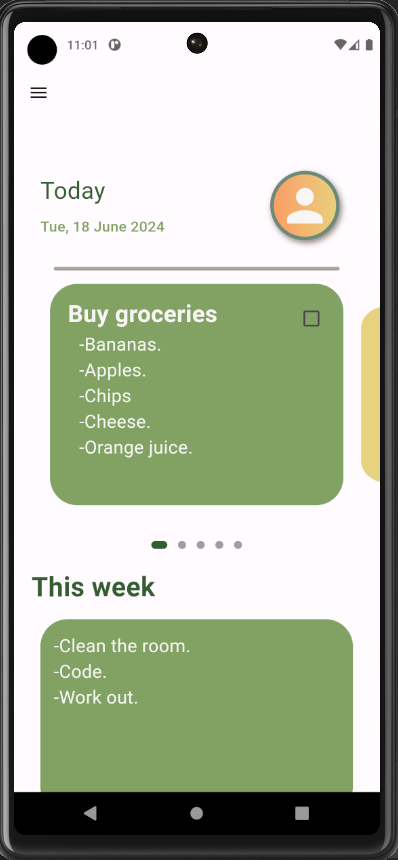 11:01
Today
Tue, 18 June 2024
Buy groceries
-Bananas.
-Apples.
-Chips
-Cheese.
-Orange juice.
This week
-Clean the room.
-Code.
-Work out.